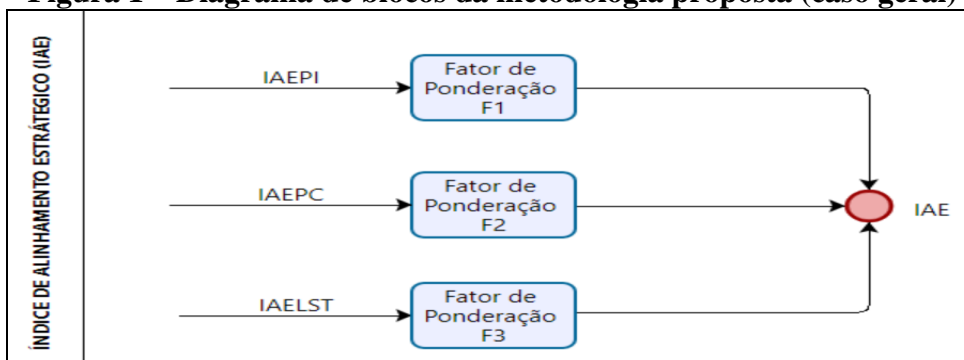 Figura 1 – Diagrama de blocos da metodologia proposta (caso geral)
ÍNDICE DE ALINHAMENTO ESTRÁTEGICO (IAE)
IAEPI
Fator de
Ponderação
F1
IAEPC
Fator de
Ponderação
F2
IAE
IAELST
Fator de
Ponderação
F3